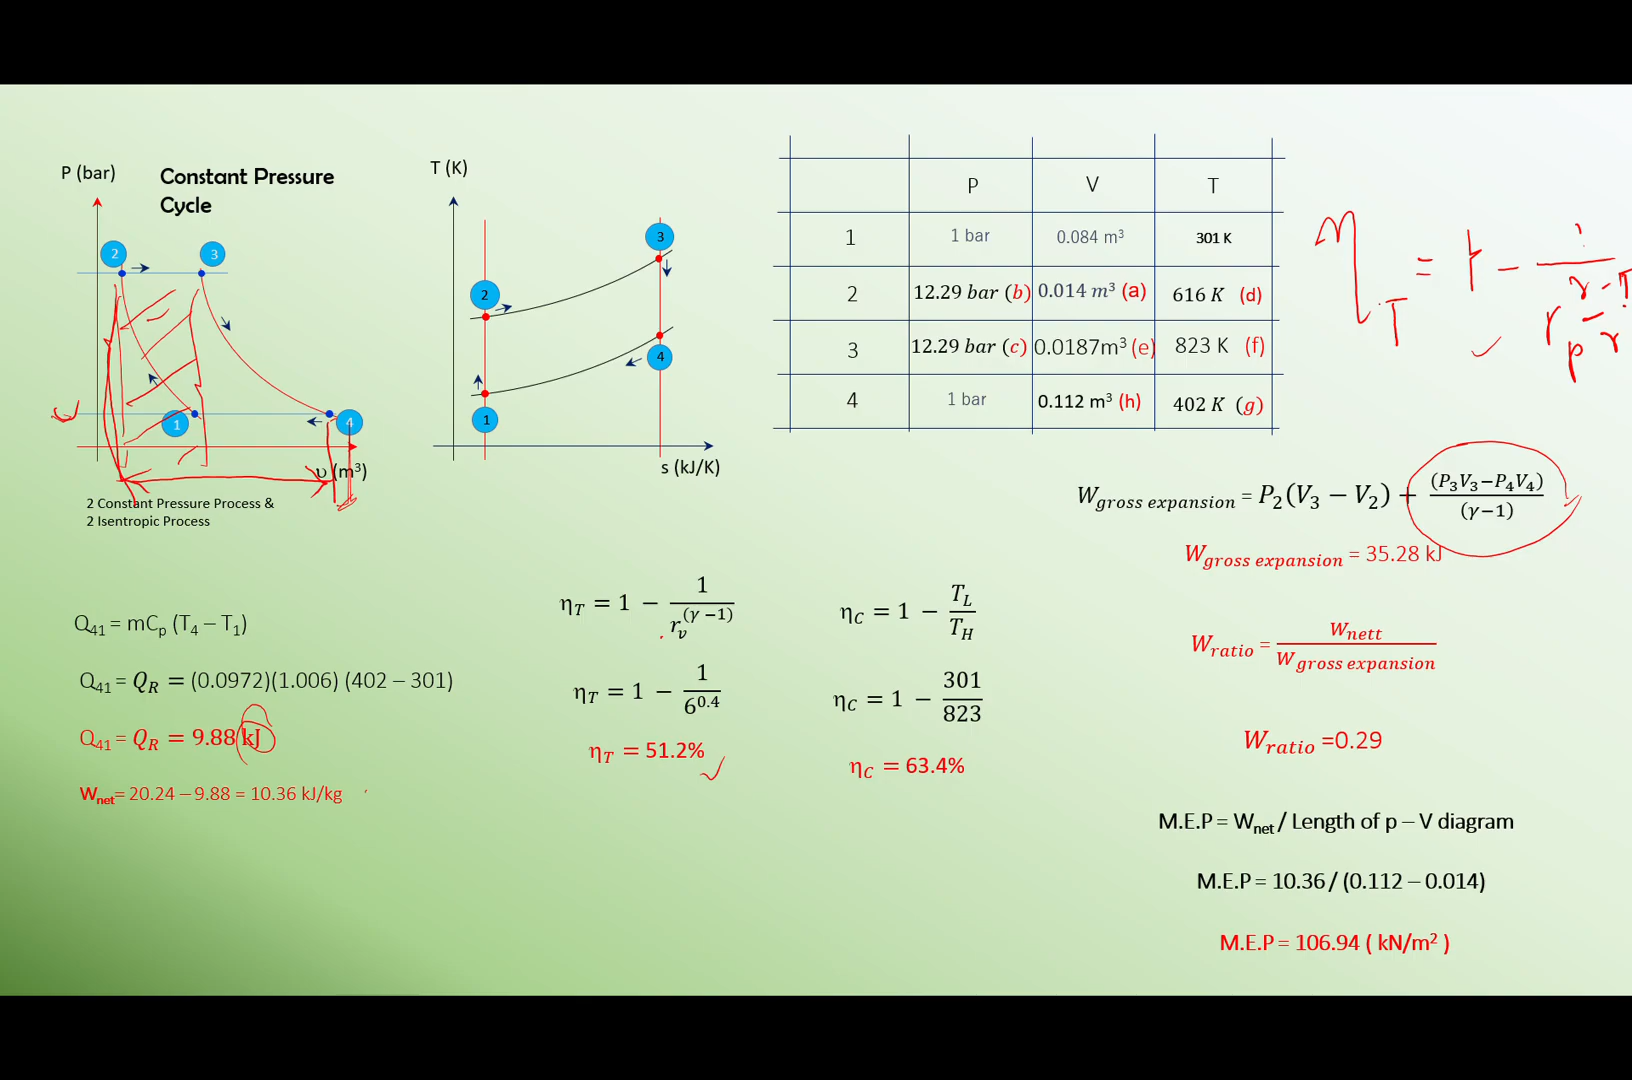 P (bar)
Constant Pressure
Cycle
2
3
1
4
υ (m³)
2 Constant Pressure Process &
2 Isentropic Process
T (K)
3
2
4
1
s (kJ/K)
P V T
1 1 bar 0.084 m³ 301 K
2 12.29 bar (b) 0.014 m³ (a) 616 K (d)
3 12.29 bar (c) 0.0187m³ (e) 823 K (f)
4 1 bar 0.112 m³ (h) 402 K (g)
η_T = 1 −
W_gross expansion = P₂(V₃ − V₂) + (P₃V₃−P₄V₄)/(γ−1)
W_gross expansion = 35.28 kJ
W_ratio = W_nett / W_gross expansion
W_ratio =0.29
M.E.P = W_net / Length of p – V diagram
M.E.P = 10.36 / (0.112 – 0.014)
M.E.P = 106.94 ( kN/m² )
Q₄₁ = mC_p (T₄ – T₁)
Q₄₁ = Q_R = (0.0972)(1.006) (402 – 301)
Q₄₁ = Q_R = 9.88 kJ
W_net= 20.24 – 9.88 = 10.36 kJ/kg
η_T = 1 − 1/r_v^(γ −1)
η_T = 1 − 1/6^0.4
η_T = 51.2%
η_C = 1 − T_L/T_H
η_C = 1 − 301/823
η_C = 63.4%